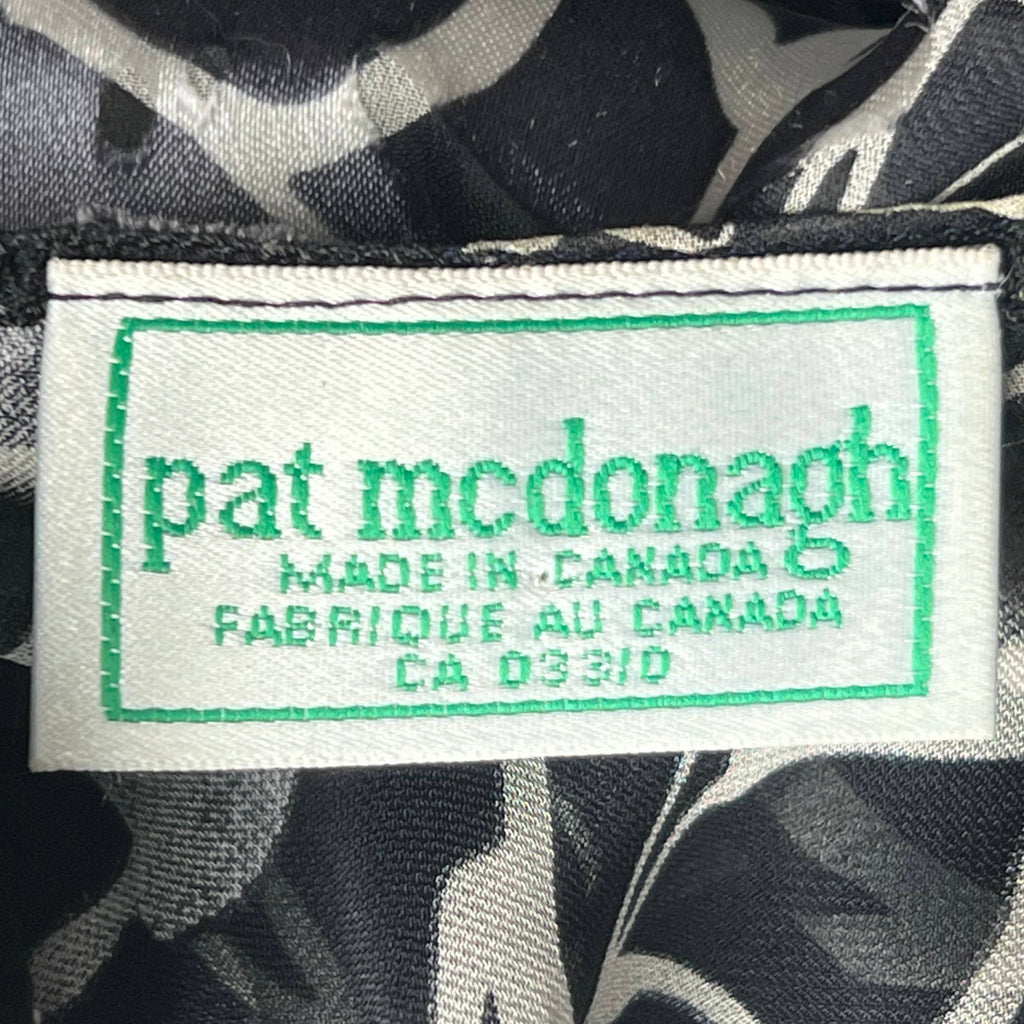 pat mcdonagh
MADE IN CANADA
FABRIQUE AU CANADA
CA 03310